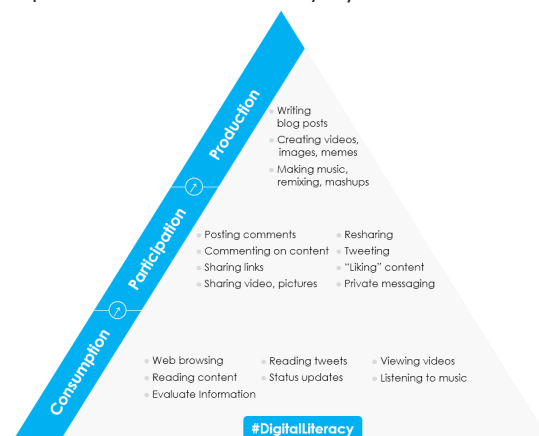 Production
Writing
blog posts
Creating videos,
images, memes
Making music,
remixing, mashups
Participation
Posting comments
Commenting on content
Sharing links
Sharing video, pictures
Resharing
Tweeting
“Liking” content
Private messaging
Consumption
Web browsing
Reading content
Evaluate Information
Reading tweets
Status updates
Viewing videos
Listening to music
#DigitalLiteracy